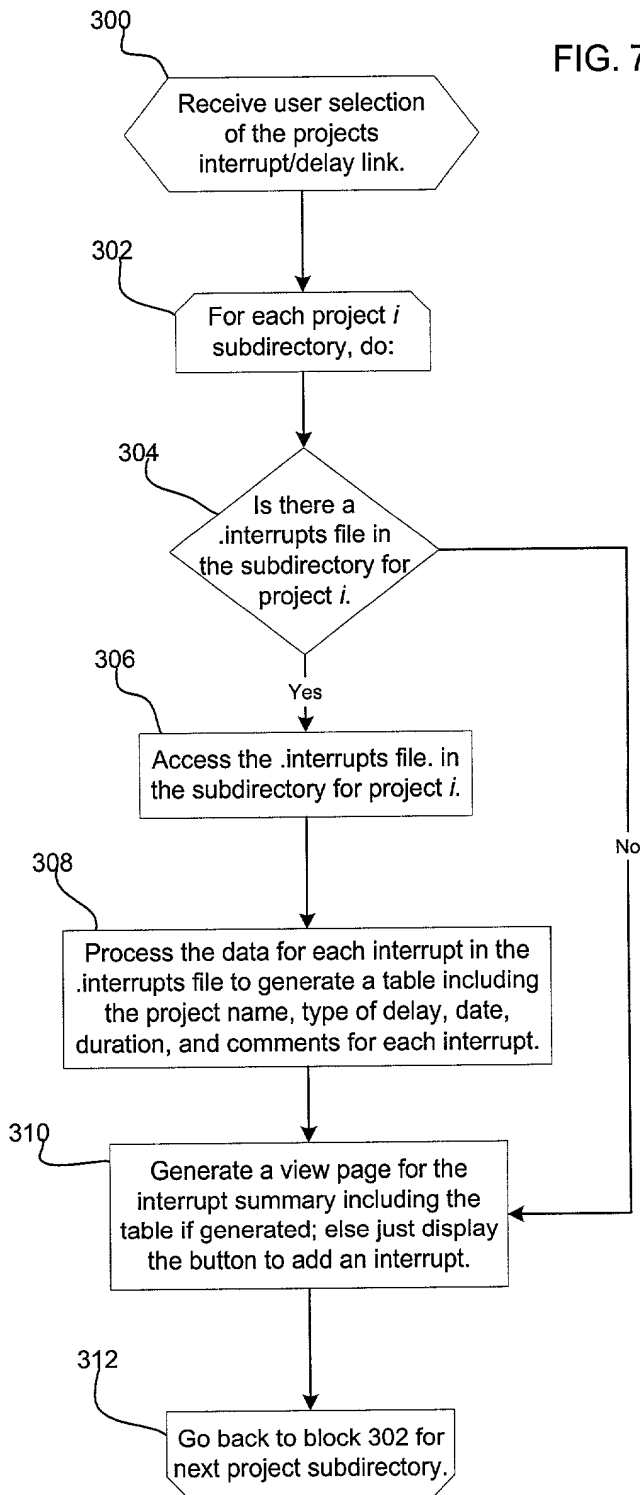 300
FIG. 7
Receive user selection
of the projects
interrupt/delay link.
302
For each project i
subdirectory, do:
304
Is there a
.interrupts file in
the subdirectory for
project i.
306
Yes
Access the .interrupts file. in
the subdirectory for project i.
No
308
Process the data for each interrupt in the
.interrupts file to generate a table including
the project name, type of delay, date,
duration, and comments for each interrupt.
310
Generate a view page for the
interrupt summary including the
table if generated; else just display
the button to add an interrupt.
312
Go back to block 302 for
next project subdirectory.